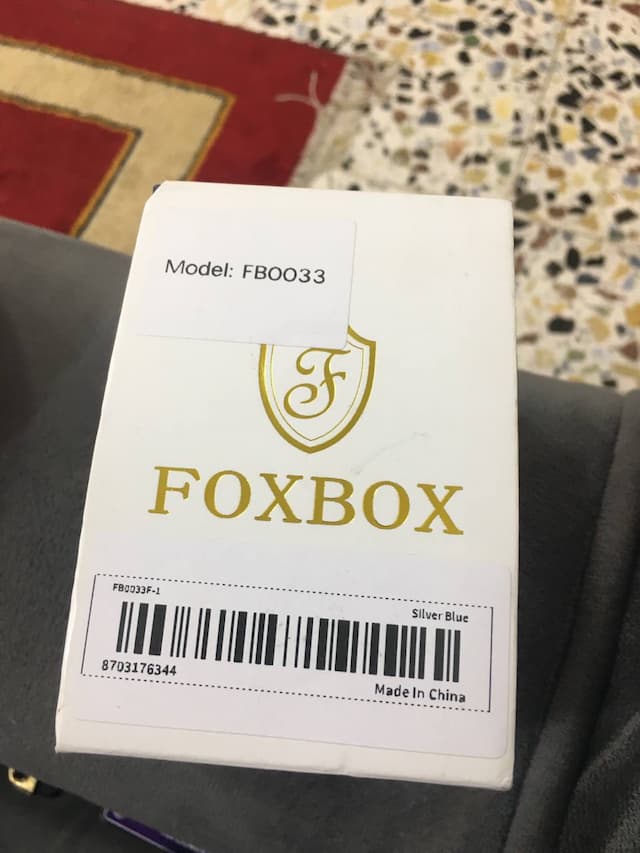 Model: FB0033
F
FOXBOX
FB0033F-1
Silver Blue
8703176344
Made In China